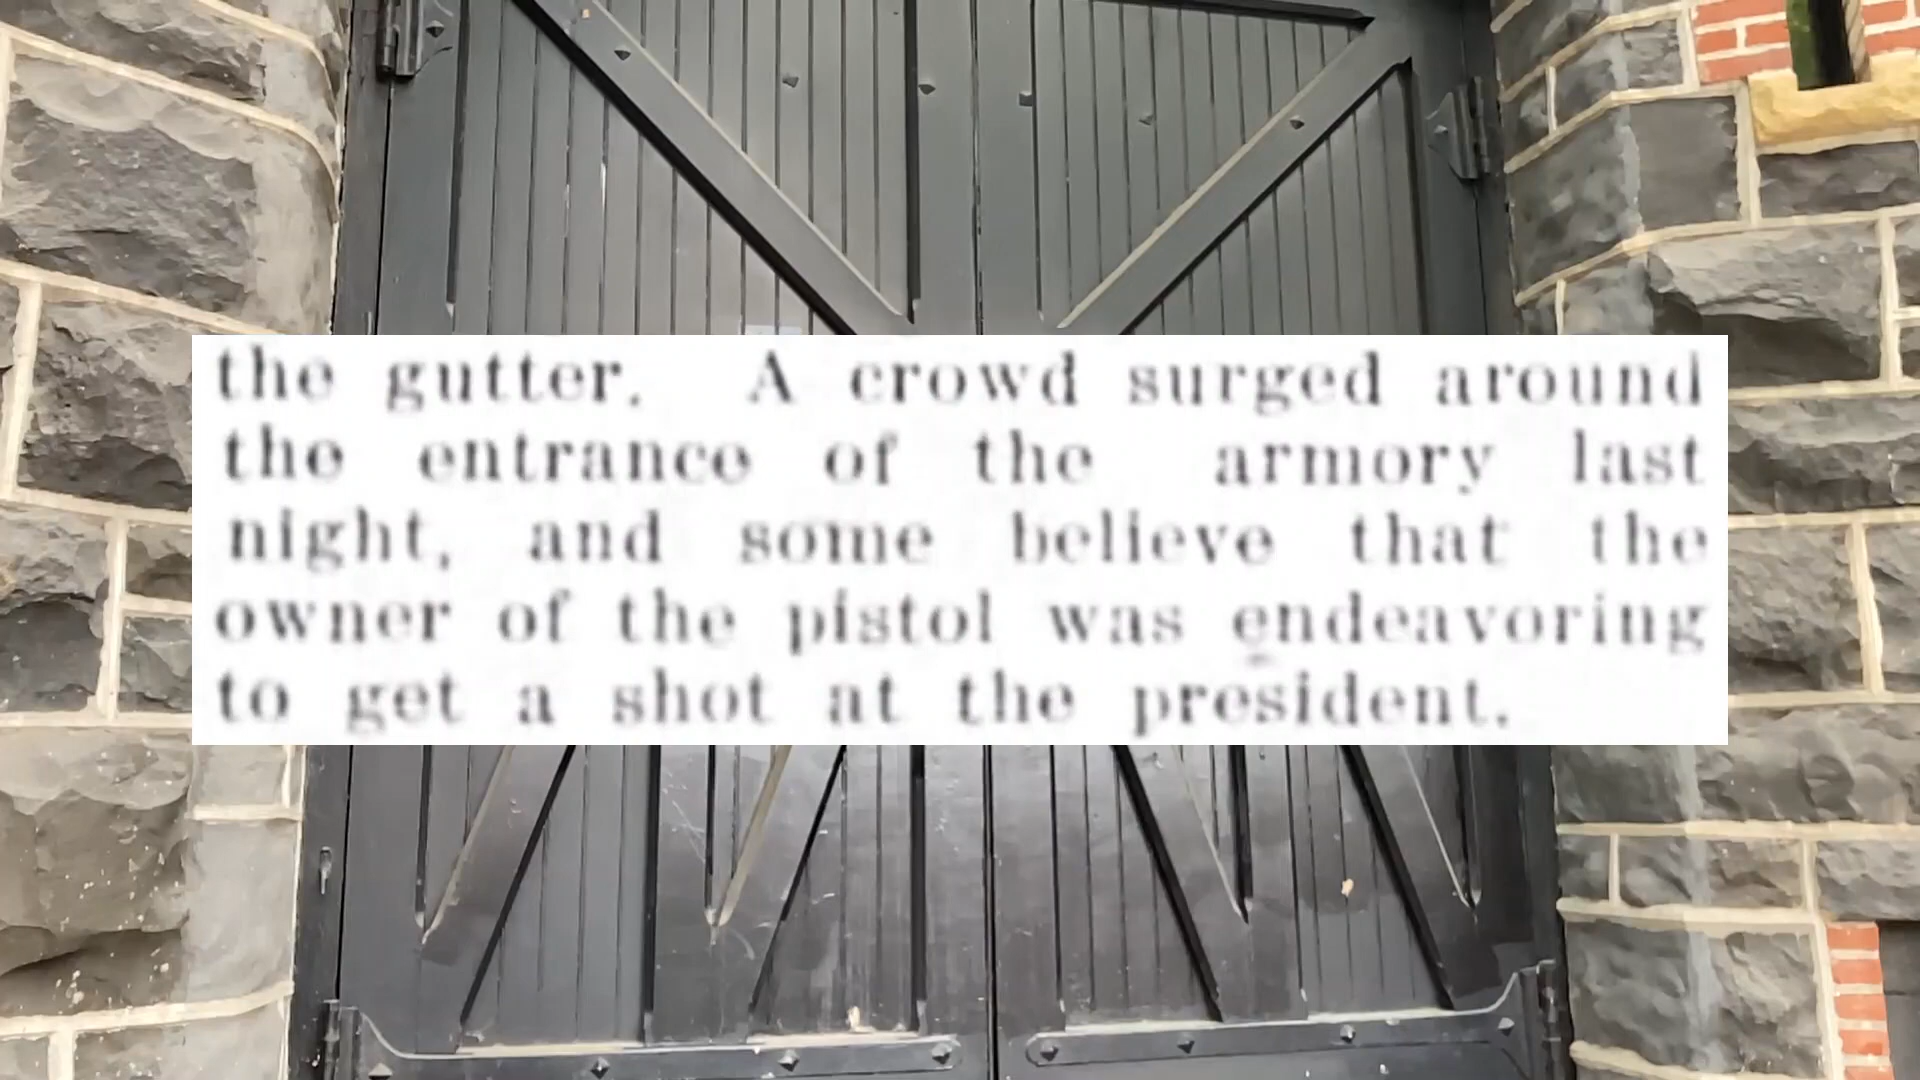 the gutter. A crowd surged around
the entrance of the armory last
night, and some believe that the
owner of the pistol was endeavoring
to get a shot at the president.